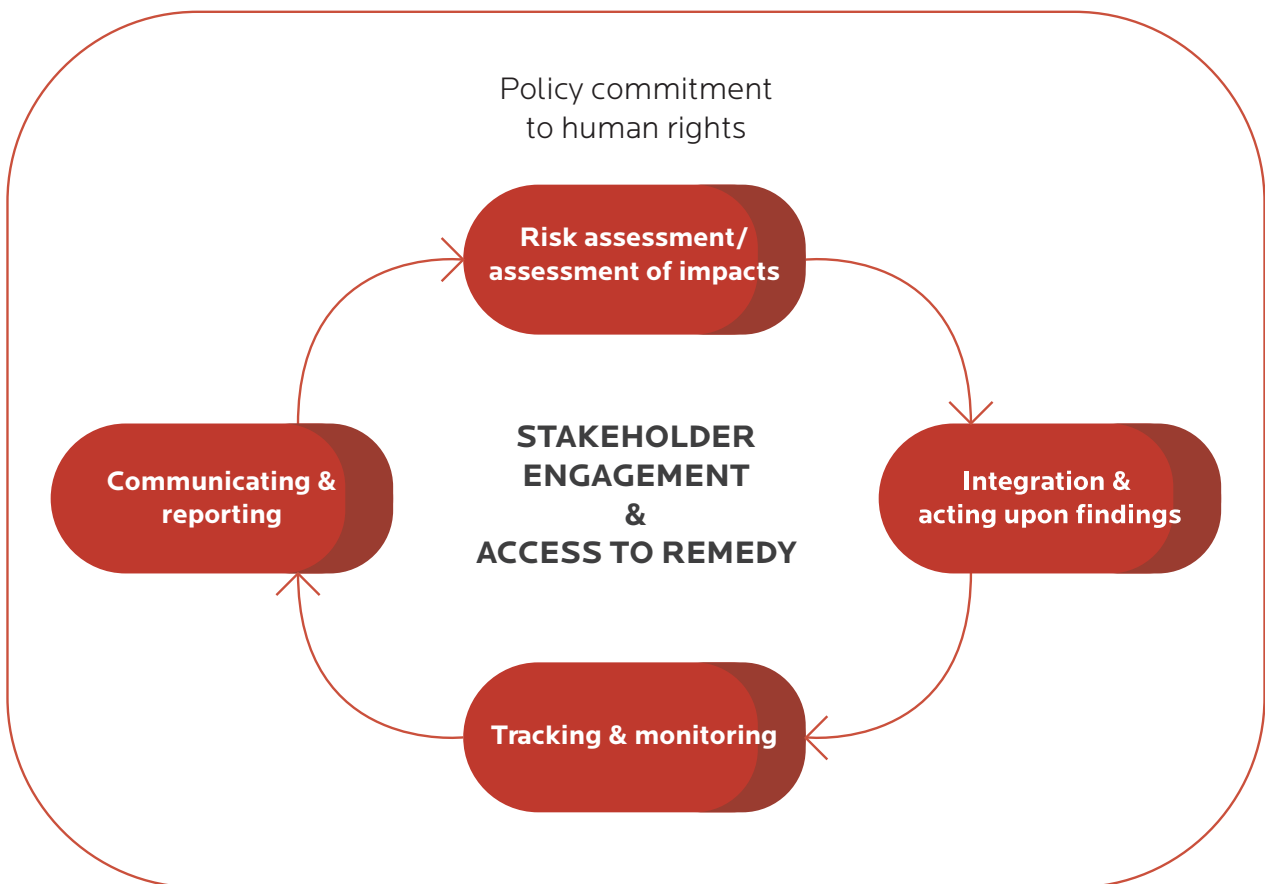 Policy commitment
to human rights
Risk assessment/
assessment of impacts
Integration &
acting upon findings
Tracking & monitoring
Communicating &
reporting
STAKEHOLDER
ENGAGEMENT
&
ACCESS TO REMEDY